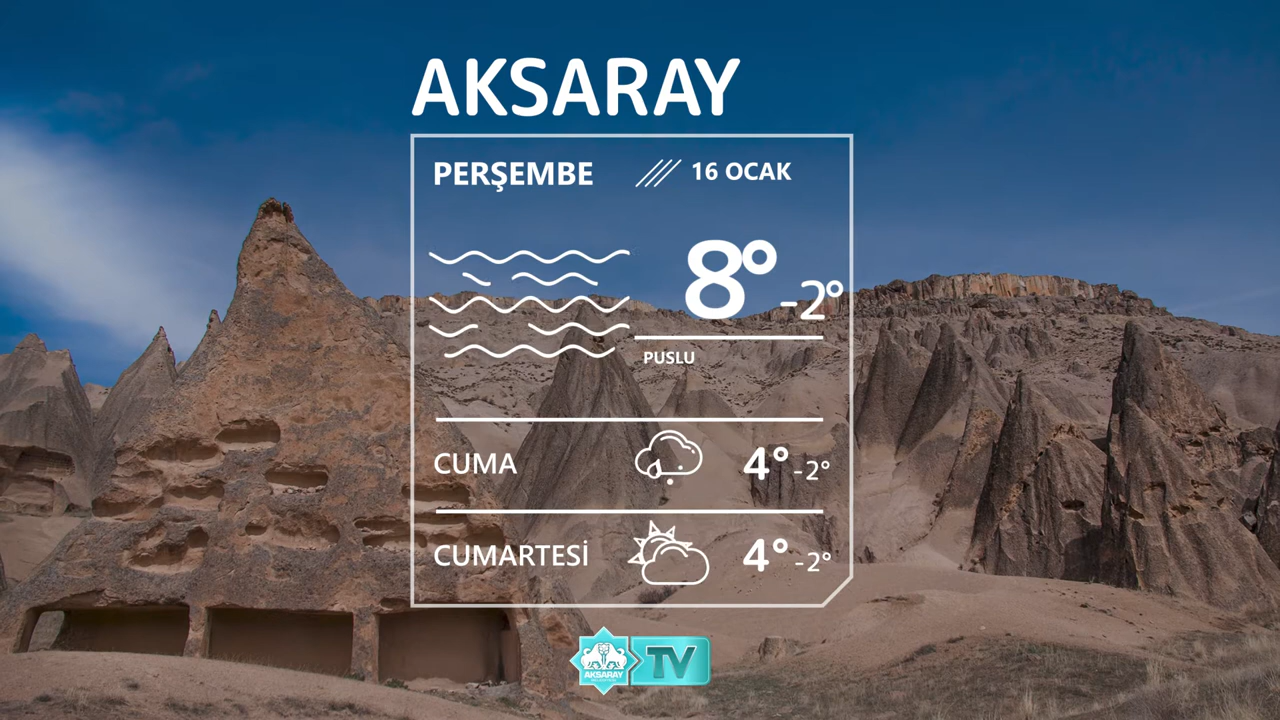 AKSARAY
PERŞEMBE 16 OCAK
8° -2°
PUSLU
CUMA 4° -2°
CUMARTESİ 4° -2°
AKSARAY
TV